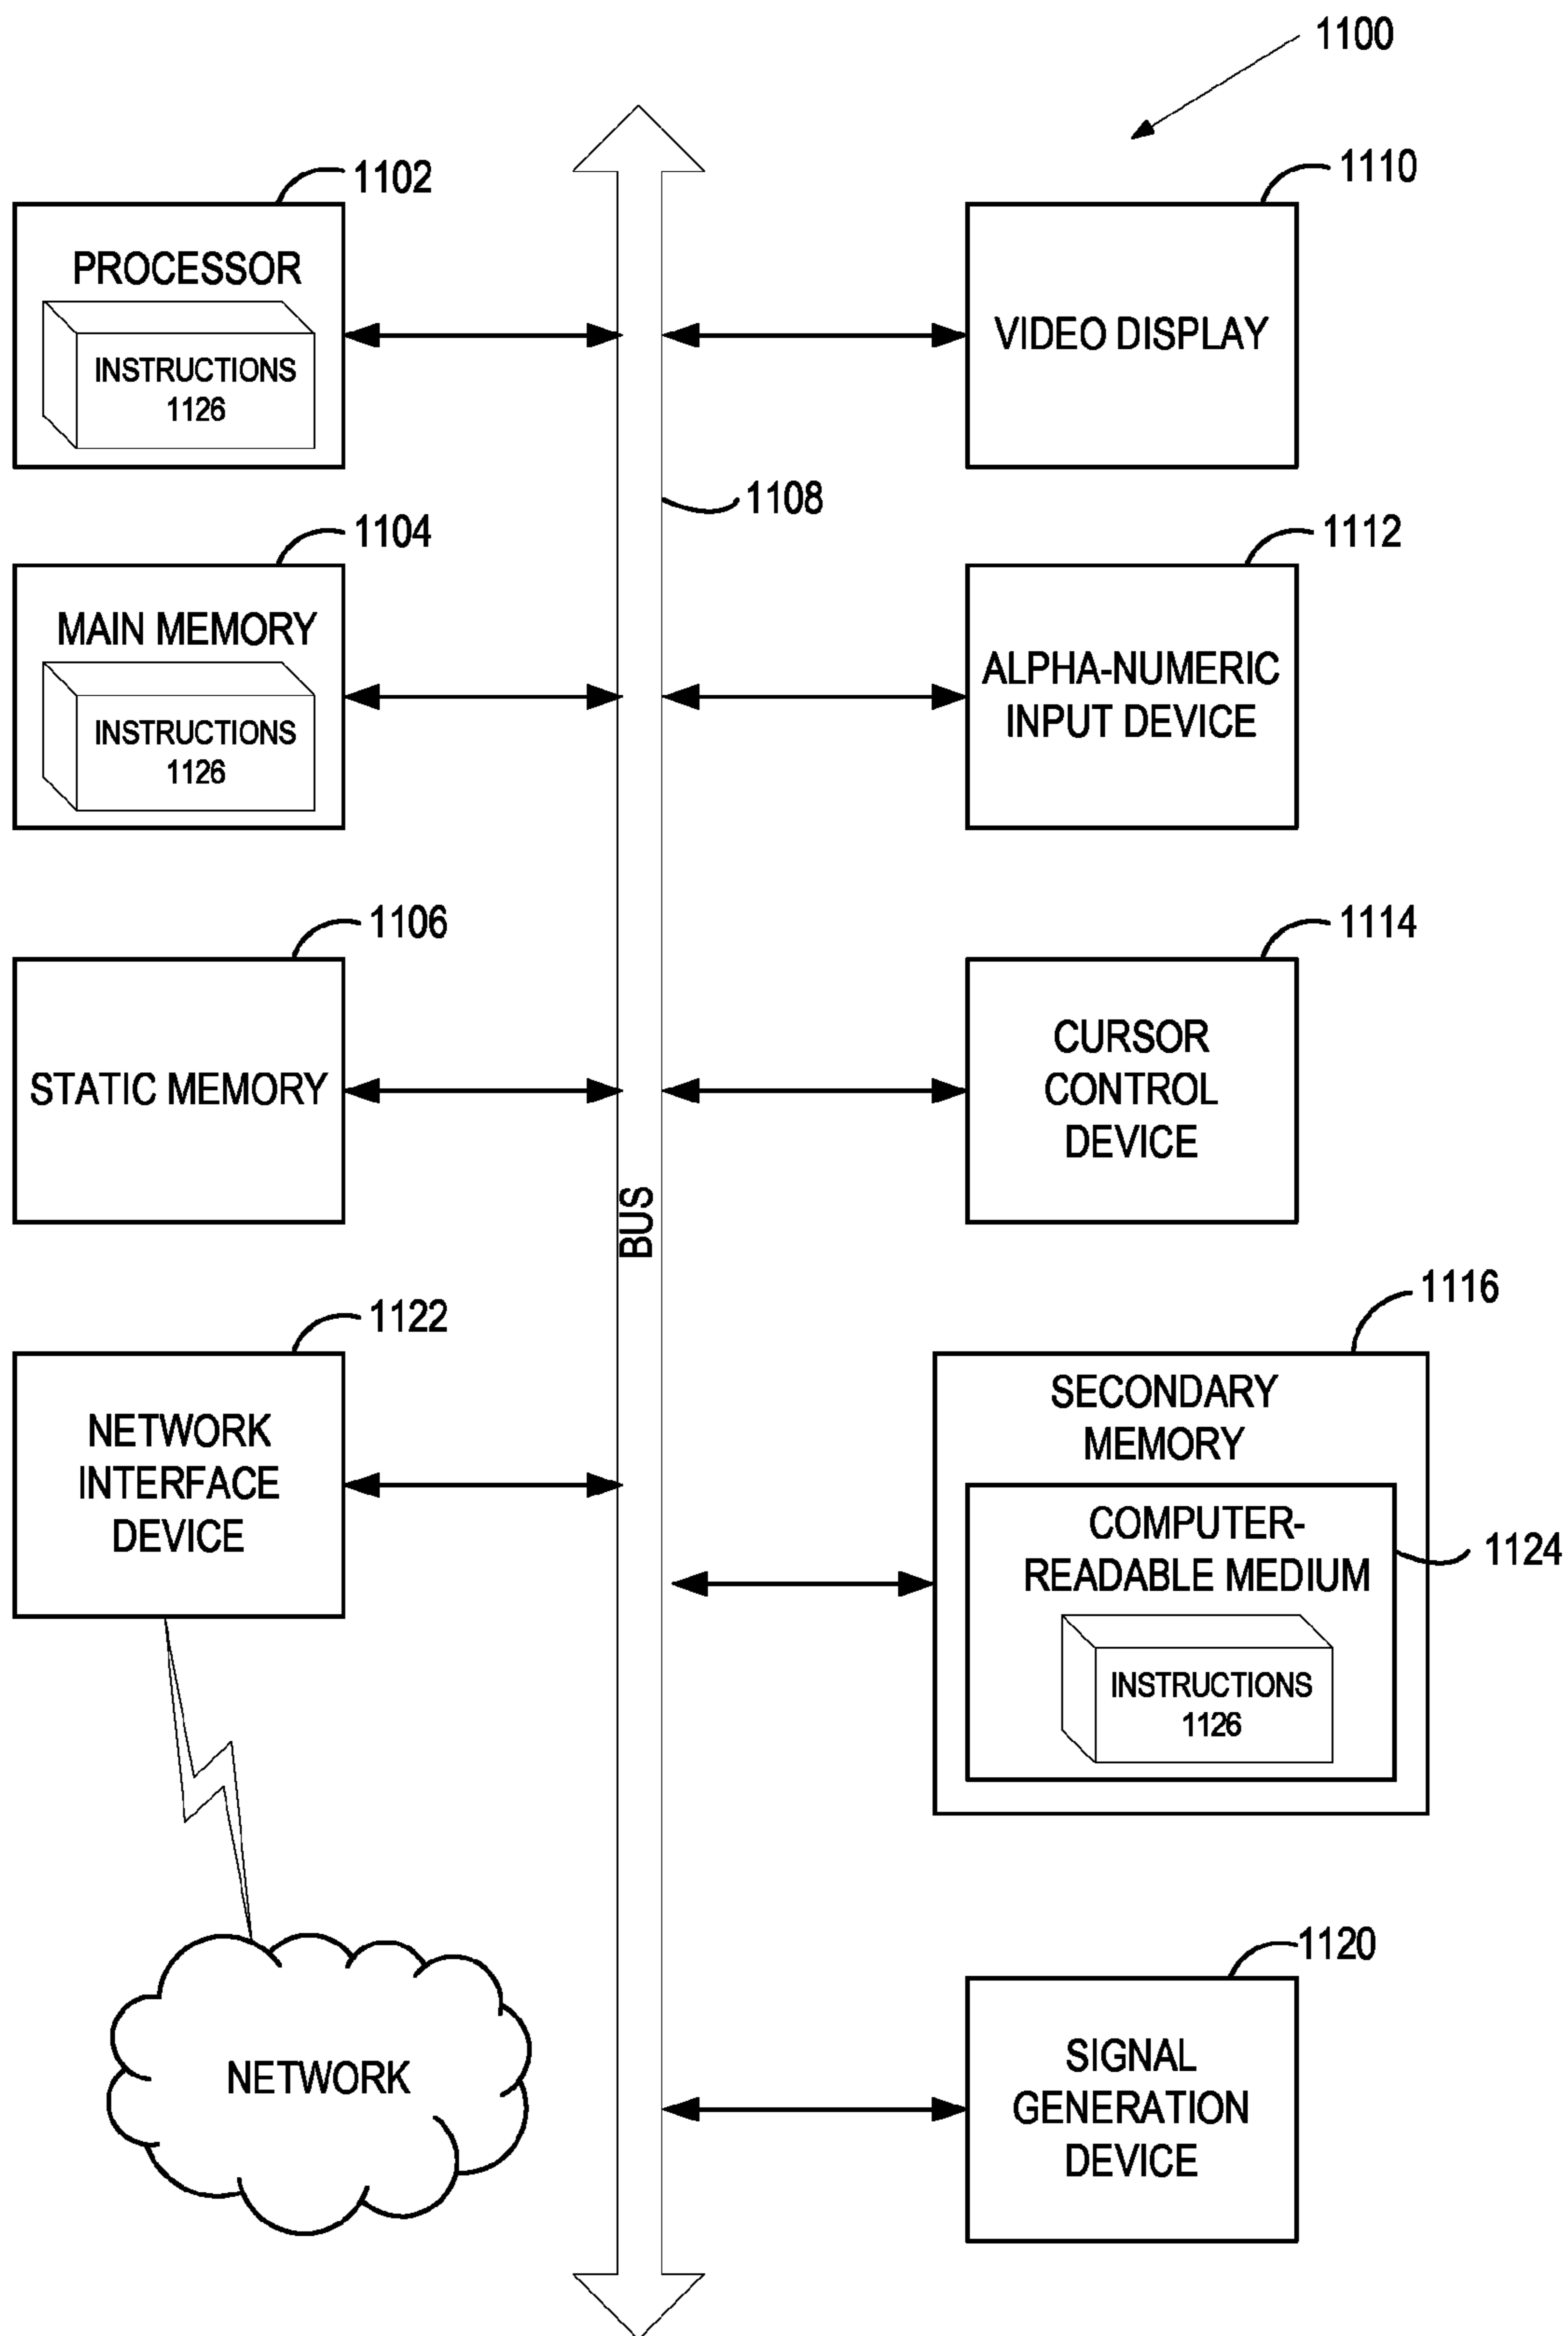 1100
1102
PROCESSOR
INSTRUCTIONS
1126
1110
VIDEO DISPLAY
1108
1104
MAIN MEMORY
INSTRUCTIONS
1126
1112
ALPHA-NUMERIC
INPUT DEVICE
1106
STATIC MEMORY
1114
CURSOR
CONTROL
DEVICE
BUS
1122
NETWORK
INTERFACE
DEVICE
1116
SECONDARY
MEMORY
COMPUTER-
READABLE MEDIUM
1124
INSTRUCTIONS
1126
NETWORK
1120
SIGNAL
GENERATION
DEVICE